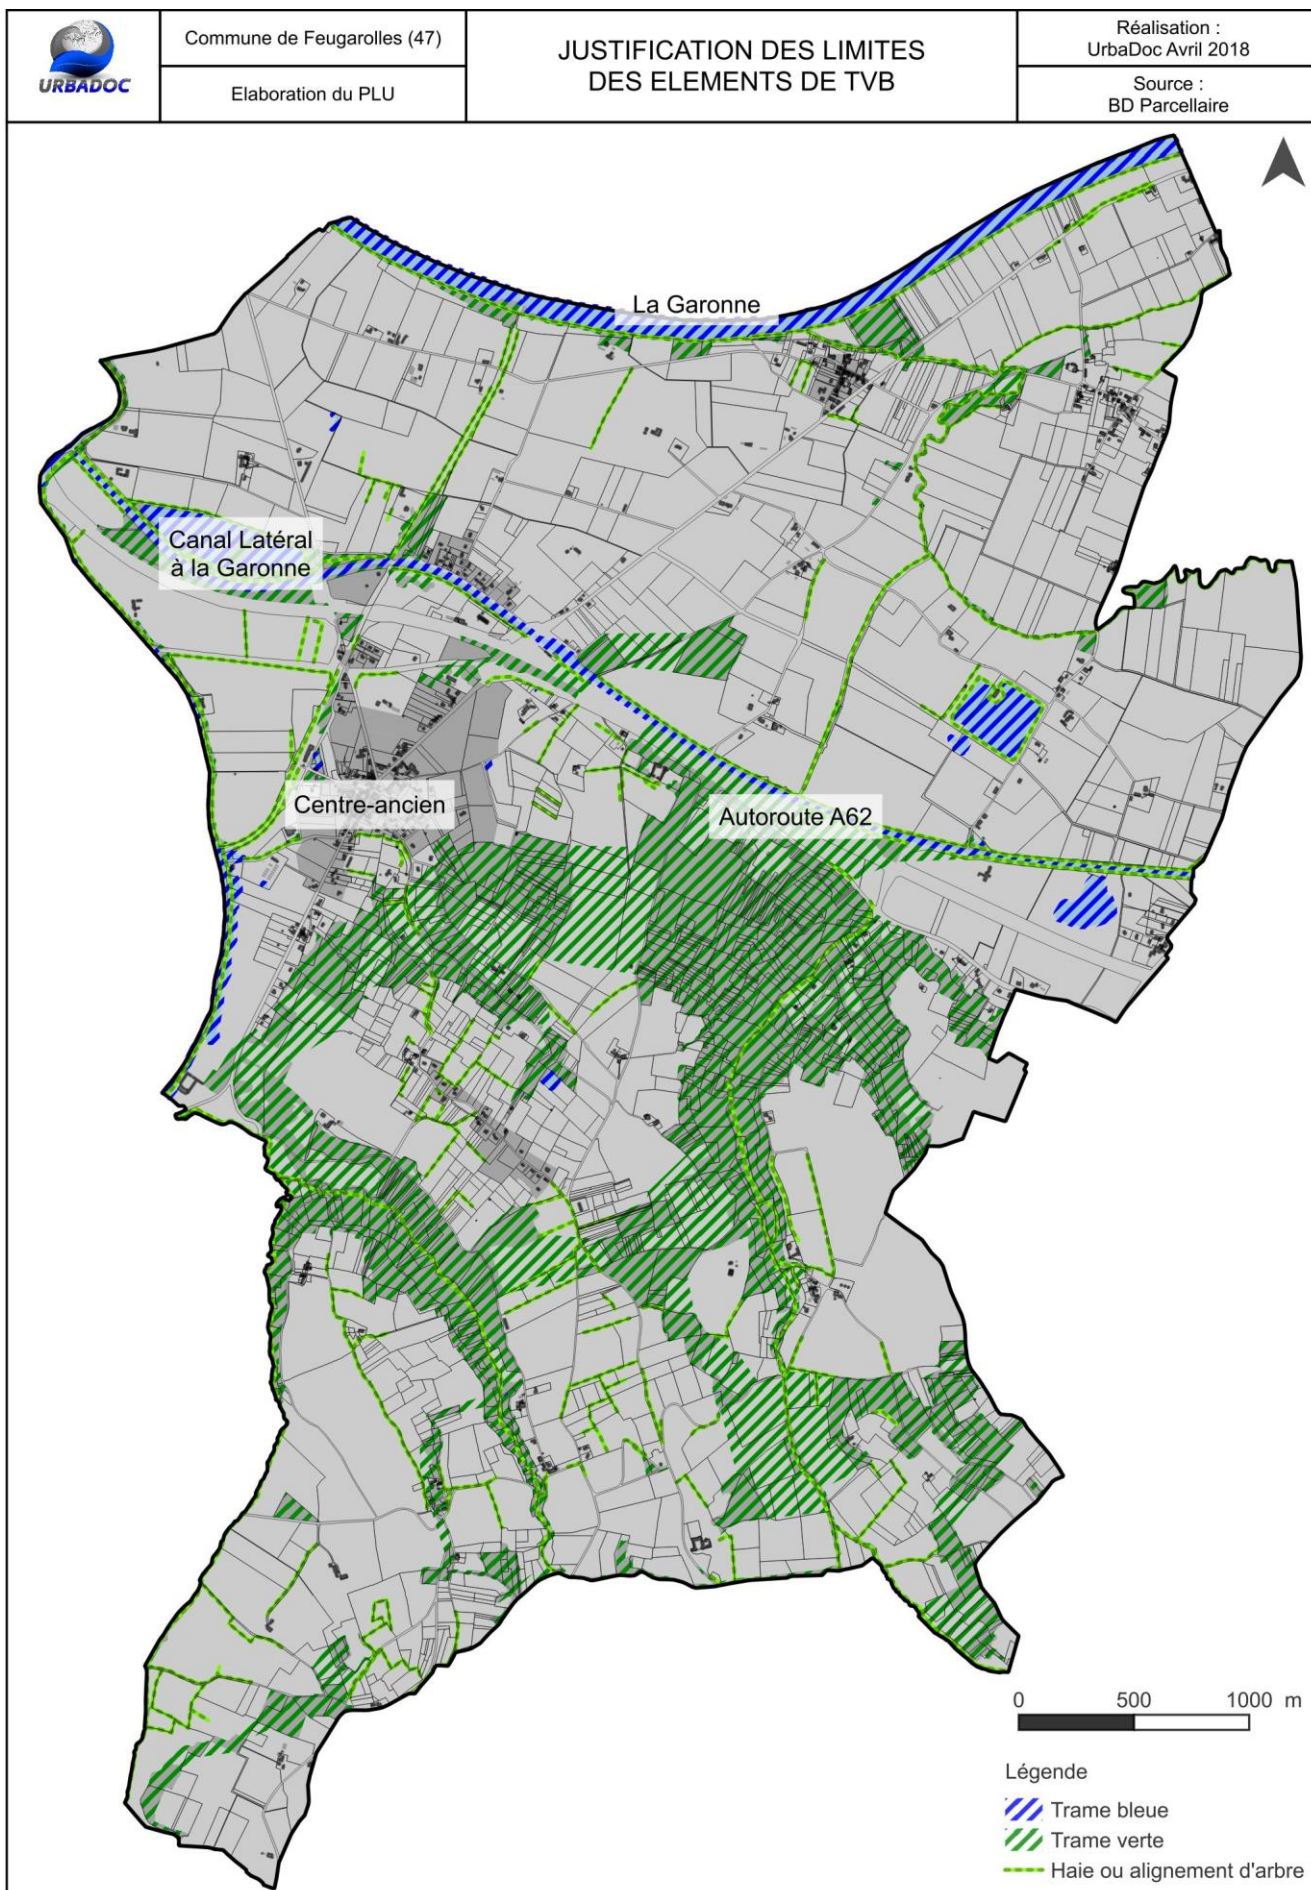 URBADOC
Commune de Feugarolles (47)
Elaboration du PLU
JUSTIFICATION DES LIMITES
DES ELEMENTS DE TVB
Réalisation :
UrbaDoc Avril 2018
Source :
BD Parcellaire
La Garonne
Canal Latéral
à la Garonne
Centre-ancien
Autoroute A62
0 500 1000 m
Légende
Trame bleue
Trame verte
Haie ou alignement d'arbre